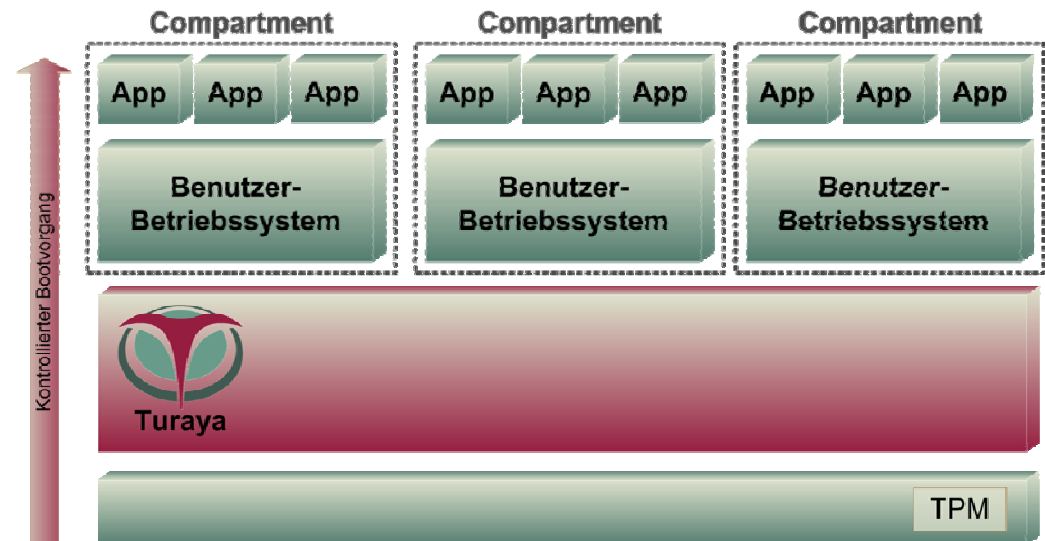 Compartment Compartment Compartment
App App App App App App App App App
Benutzer- Benutzer- Benutzer-
Betriebssystem Betriebssystem Betriebssystem
Kontrollierter Bootvorgang
Turaya
TPM